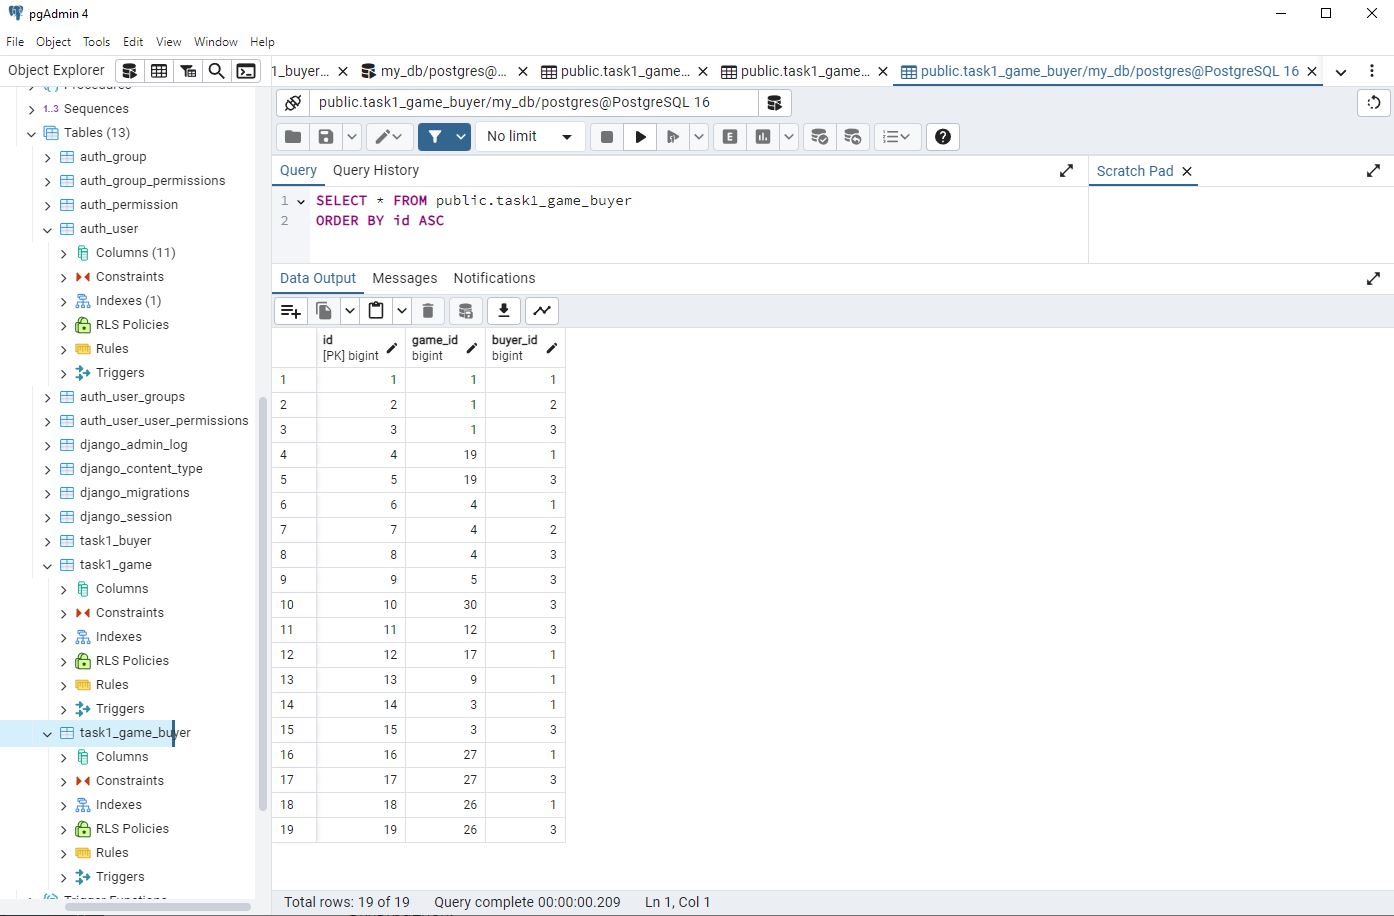 pgAdmin 4
File Object Tools Edit View Window Help
Object Explorer
1_buyer... my_db/postgres@... public.task1_game... public.task1_game... public.task1_game_buyer/my_db/postgres@PostgreSQL 16
public.task1_game_buyer/my_db/postgres@PostgreSQL 16
No limit
E
Query Query History
Scratch Pad
1 SELECT * FROM public.task1_game_buyer
2 ORDER BY id ASC
Data Output Messages Notifications
id game_id buyer_id
[PK] bigint bigint bigint
1 1 1 1
2 2 1 2
3 3 1 3
4 4 19 1
5 5 19 3
6 6 4 1
7 7 4 2
8 8 4 3
9 9 5 3
10 10 30 3
11 11 12 3
12 12 17 1
13 13 9 1
14 14 3 1
15 15 3 3
16 16 27 1
17 17 27 3
18 18 26 1
19 19 26 3
Total rows: 19 of 19 Query complete 00:00:00.209 Ln 1, Col 1
Procedures
1..3 Sequences
Tables (13)
auth_group
auth_group_permissions
auth_permission
auth_user
Columns (11)
Constraints
Indexes (1)
RLS Policies
Rules
Triggers
auth_user_groups
auth_user_user_permissions
django_admin_log
django_content_type
django_migrations
django_session
task1_buyer
task1_game
Columns
Constraints
Indexes
RLS Policies
Rules
Triggers
task1_game_buyer
Columns
Constraints
Indexes
RLS Policies
Rules
Triggers
Trigger Functions